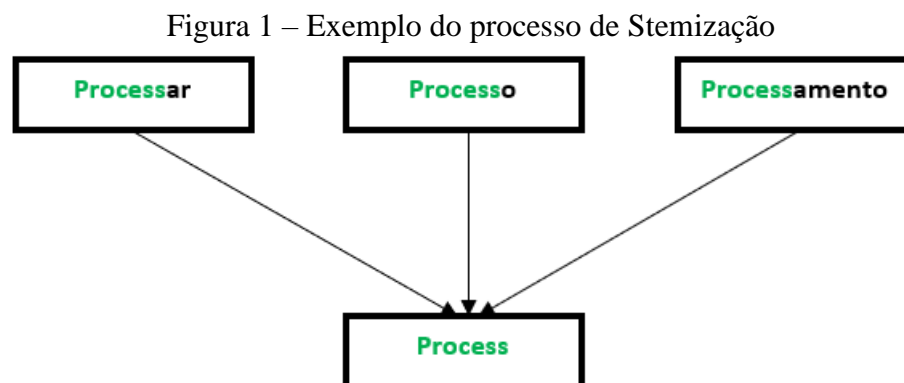 Figura 1 – Exemplo do processo de Stemização
Processar
Processo
Processamento
Process